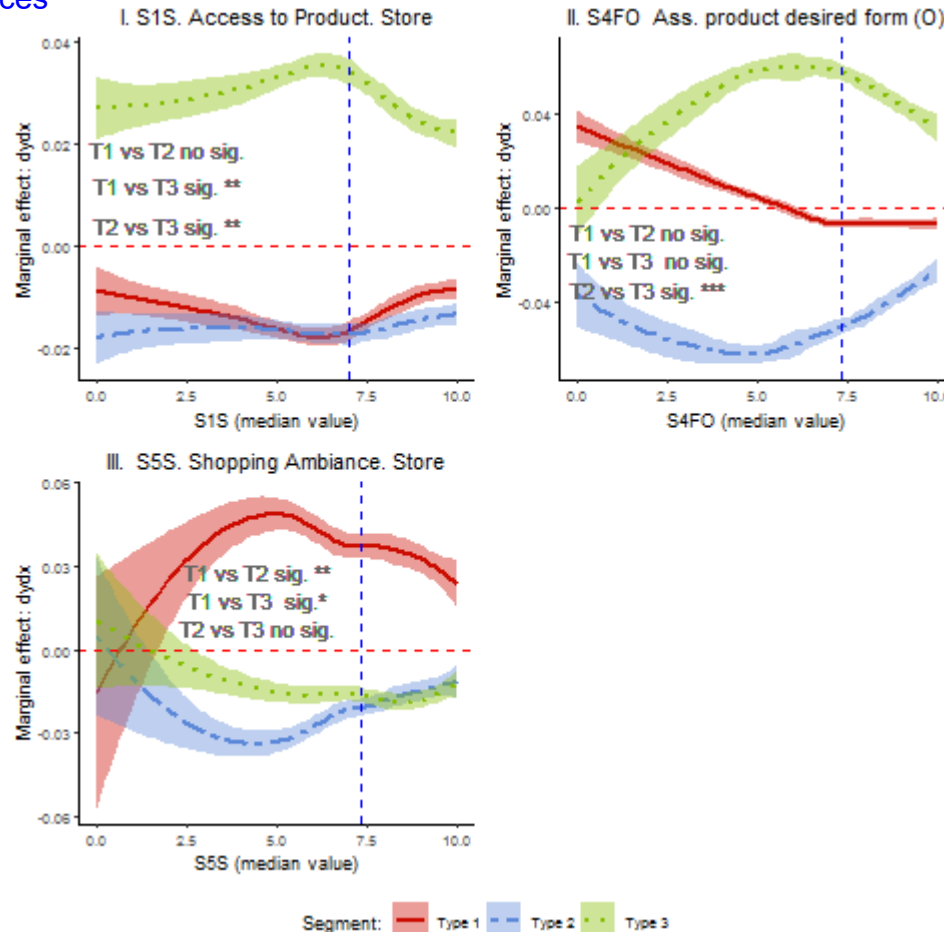 ces
I. S1S. Access to Product. Store
Marginal effect: dydx
0.04
0.02
0.00
-0.02
T1 vs T2 no sig.
T1 vs T3 sig. **
T2 vs T3 sig. **
0.0 2.5 5.0 7.5 10.0
S1S (median value)
II. S4FO Ass. product desired form (O)
Marginal effect: dydx
0.04
0.00
-0.04
T1 vs T2 no sig.
T1 vs T3 no sig.
T2 vs T3 sig. ***
0.0 2.5 5.0 7.5 10.0
S4FO (median value)
III. S5S. Shopping Ambiance. Store
Marginal effect: dydx
0.06
0.03
0.00
-0.03
-0.06
T1 vs T2 sig. **
T1 vs T3 sig.*
T2 vs T3 no sig.
0.0 2.5 5.0 7.5 10.0
S5S (median value)
Segment: Type 1 Type 2 Type 3